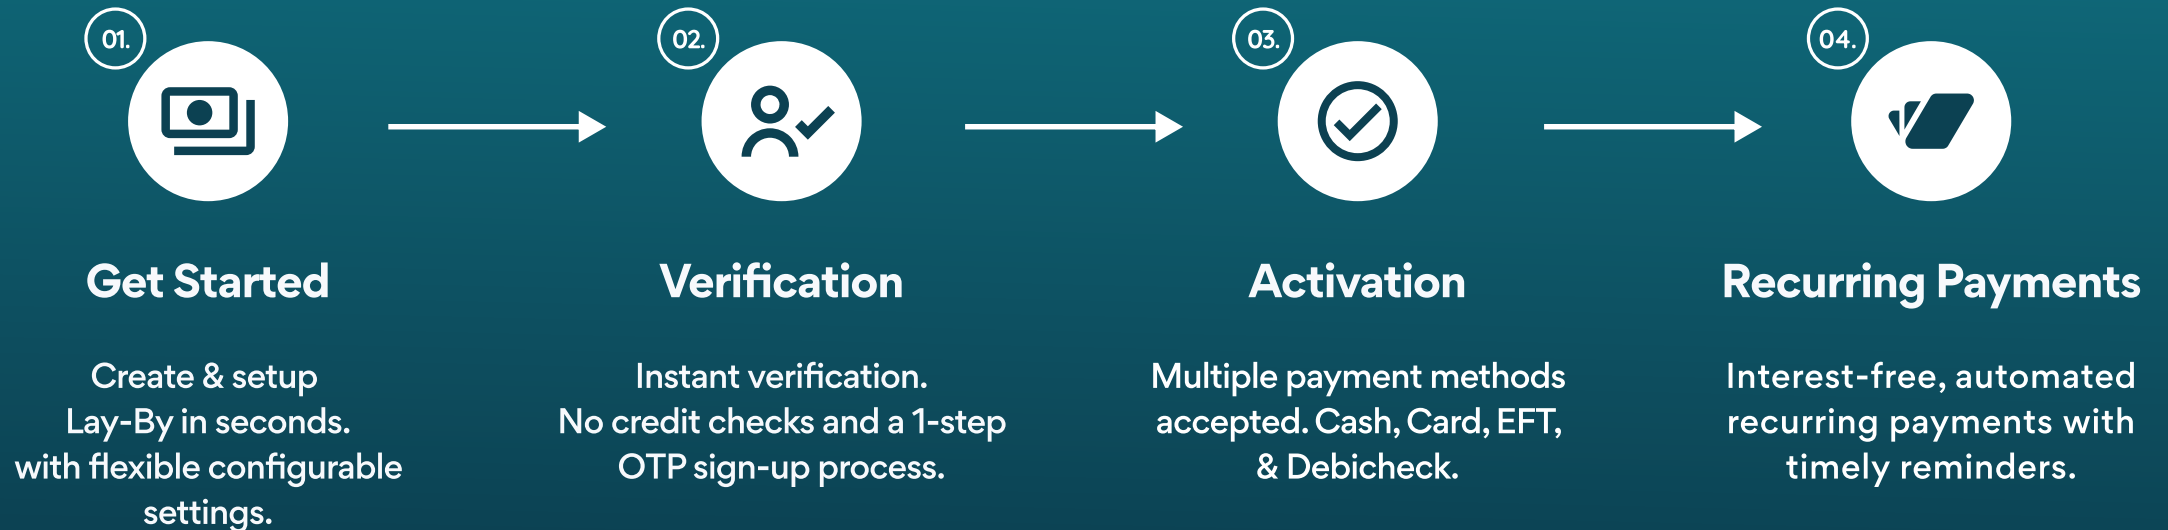 01.
Get Started
Create & setup
Lay-By in seconds.
with flexible configurable
settings.
02.
Verification
Instant verification.
No credit checks and a 1-step
OTP sign-up process.
03.
Activation
Multiple payment methods
accepted. Cash, Card, EFT,
& Debicheck.
04.
Recurring Payments
Interest-free, automated
recurring payments with
timely reminders.